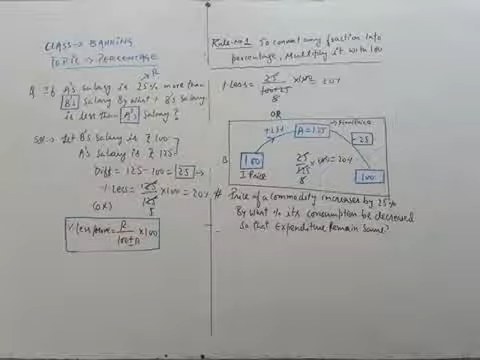 CLASS → BANKING
TOPIC → PERCENTAGE
R
Q If A's salary is 25% more than
B's salary By what % B's salary
is less than A's salary?
Solⁿ → Let B's salary is ₹ 100
A's salary is ₹ 125
Diff = 125 - 100 = 25 →
% Less = 25/125 × 100 = 20%
5
(OR)
% Less/more = R/100±R × 100
Rule-No 1 To convert any fraction into
percentage, Multiply it with 100
% Less = 25/100+25 × 100 = 20%
OR
+25% A = 125
- 25
B
100
I Price
25/125 × 100 = 20%
100
# Price of a commodity increases by 25%
By what % its consumption be decreased
so that Expenditure Remain Same?